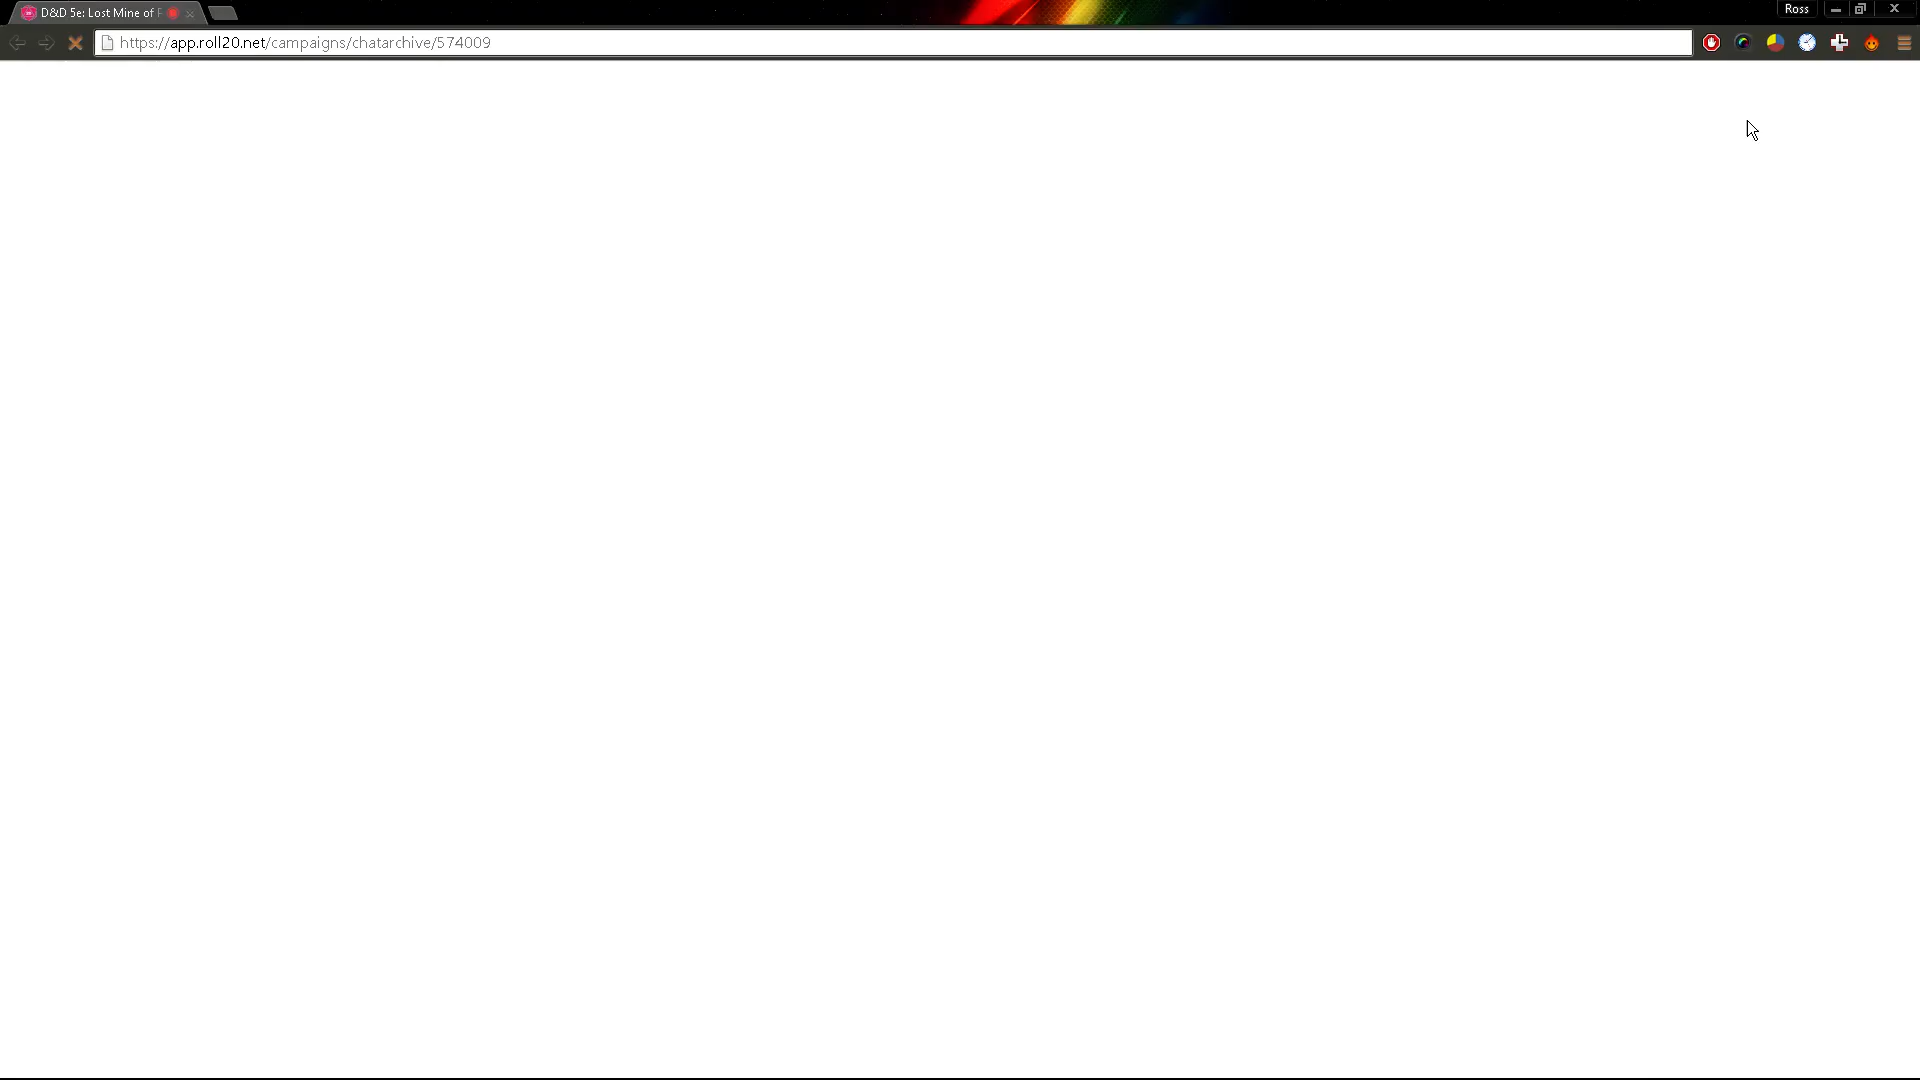 D&D 5e: Lost Mine of
Ross
https://app.roll20.net/campaigns/chatarchive/574009